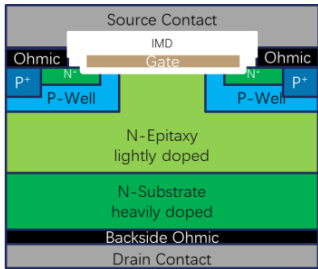 Source Contact
IMD
Ohmic
Gate
Ohmic
N+
N+
P+
P+
P-Well
P-Well
N-Epitaxy
lightly doped
N-Substrate
heavily doped
Backside Ohmic
Drain Contact